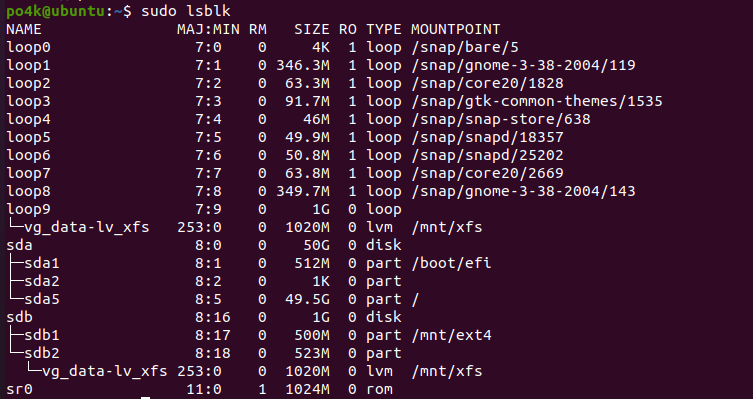 po4k@ubuntu:~$ sudo lsblk
NAME                MAJ:MIN RM   SIZE RO TYPE MOUNTPOINT
loop0                 7:0    0     4K  1 loop /snap/bare/5
loop1                 7:1    0 346.3M  1 loop /snap/gnome-3-38-2004/119
loop2                 7:2    0  63.3M  1 loop /snap/core20/1828
loop3                 7:3    0  91.7M  1 loop /snap/gtk-common-themes/1535
loop4                 7:4    0    46M  1 loop /snap/snap-store/638
loop5                 7:5    0  49.9M  1 loop /snap/snapd/18357
loop6                 7:6    0  50.8M  1 loop /snap/snapd/25202
loop7                 7:7    0  63.8M  1 loop /snap/core20/2669
loop8                 7:8    0 349.7M  1 loop /snap/gnome-3-38-2004/143
loop9                 7:9    0     1G  0 loop
└─vg_data-lv_xfs   253:0    0  1020M  0 lvm  /mnt/xfs
sda                   8:0    0    50G  0 disk
├─sda1                8:1    0   512M  0 part /boot/efi
├─sda2                8:2    0     1K  0 part
└─sda5                8:5    0  49.5G  0 part /
sdb                   8:16   0     1G  0 disk
├─sdb1                8:17   0   500M  0 part /mnt/ext4
└─sdb2                8:18   0   523M  0 part
  └─vg_data-lv_xfs 253:0    0  1020M  0 lvm  /mnt/xfs
sr0                  11:0    1  1024M  0 rom